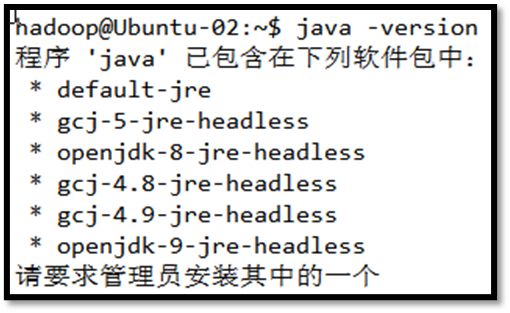 hadoop@Ubuntu-02:~$ java -version
程序 'java' 已包含在下列软件包中：
* default-jre
* gcj-5-jre-headless
* openjdk-8-jre-headless
* gcj-4.8-jre-headless
* gcj-4.9-jre-headless
* openjdk-9-jre-headless
请要求管理员安装其中的一个